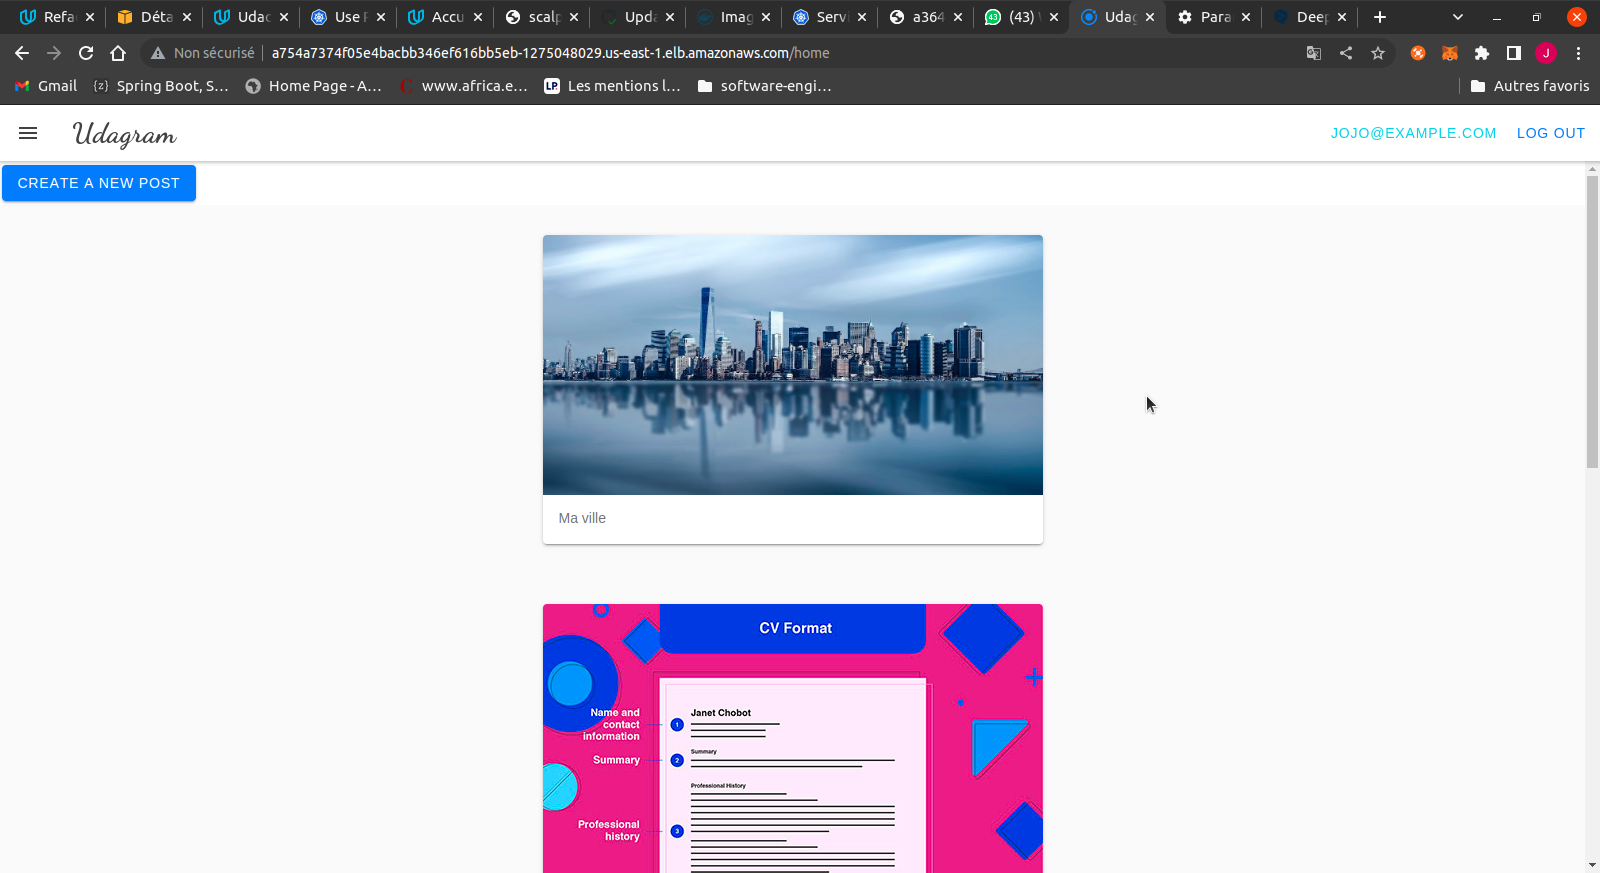 Refa
Déta
Udac
Use F
Accu
scalp
Upda
Imag
Servi
a364
(43)
Udag
Para
Deep
Non sécurisé
a754a7374f05e4bacbb346ef616bb5eb-1275048029.us-east-1.elb.amazonaws.com/home
J
Gmail
Spring Boot, S...
Home Page - A...
www.africa.e...
LP.
Les mentions l...
software-engi...
Autres favoris
Udagram
JOJO@EXAMPLE.COM
LOG OUT
CREATE A NEW POST
Ma ville
CV Format
Name and
contact
information
1
Janet Chobot
Summary
2
Summary
Professional History
Professional
history
3